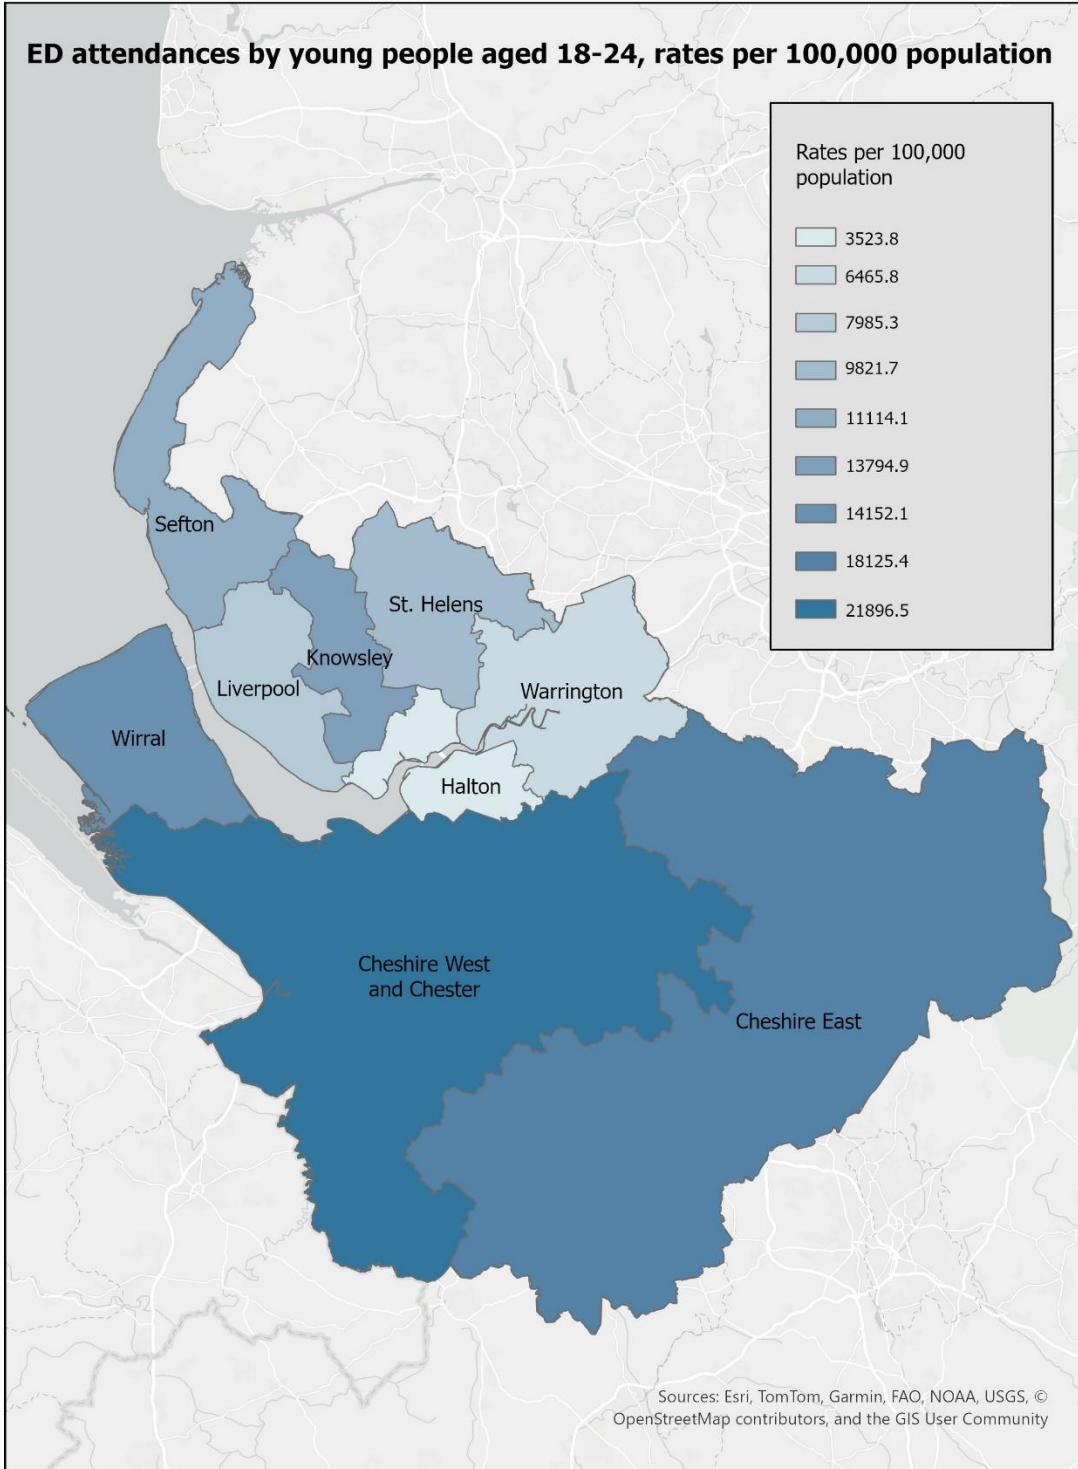 ED attendances by young people aged 18-24, rates per 100,000 population
Rates per 100,000
population
3523.8
6465.8
7985.3
9821.7
11114.1
13794.9
14152.1
18125.4
21896.5
Sefton
St. Helens
Knowsley
Liverpool
Warrington
Wirral
Halton
Cheshire West
and Chester
Cheshire East
Sources: Esri, TomTom, Garmin, FAO, NOAA, USGS, ©
OpenStreetMap contributors, and the GIS User Community